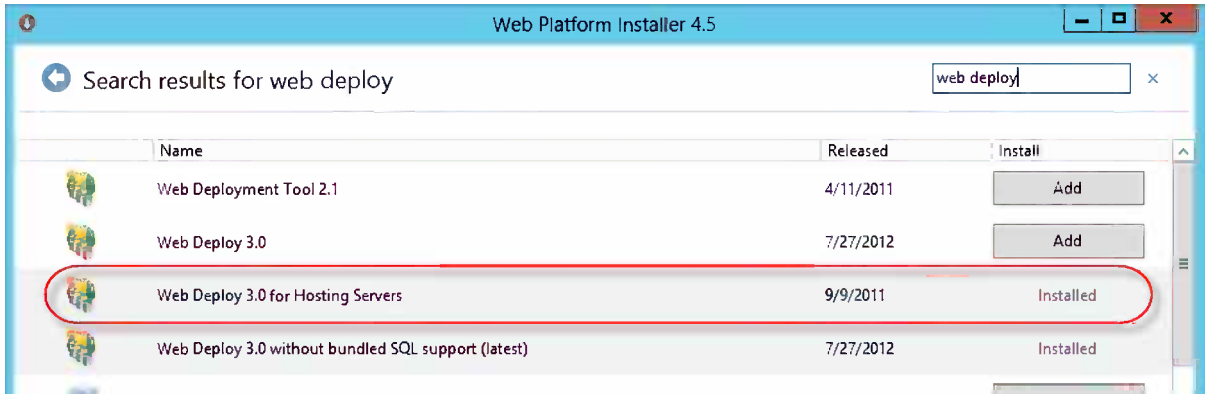 Web Platform Installer 4.5
Search results for web deploy
web deploy
Name Released Install
Web Deployment Tool 2.1 4/11/2011 Add
Web Deploy 3.0 7/27/2012 Add
Web Deploy 3.0 for Hosting Servers 9/9/2011 Installed
Web Deploy 3.0 without bundled SQL support (latest) 7/27/2012 Installed